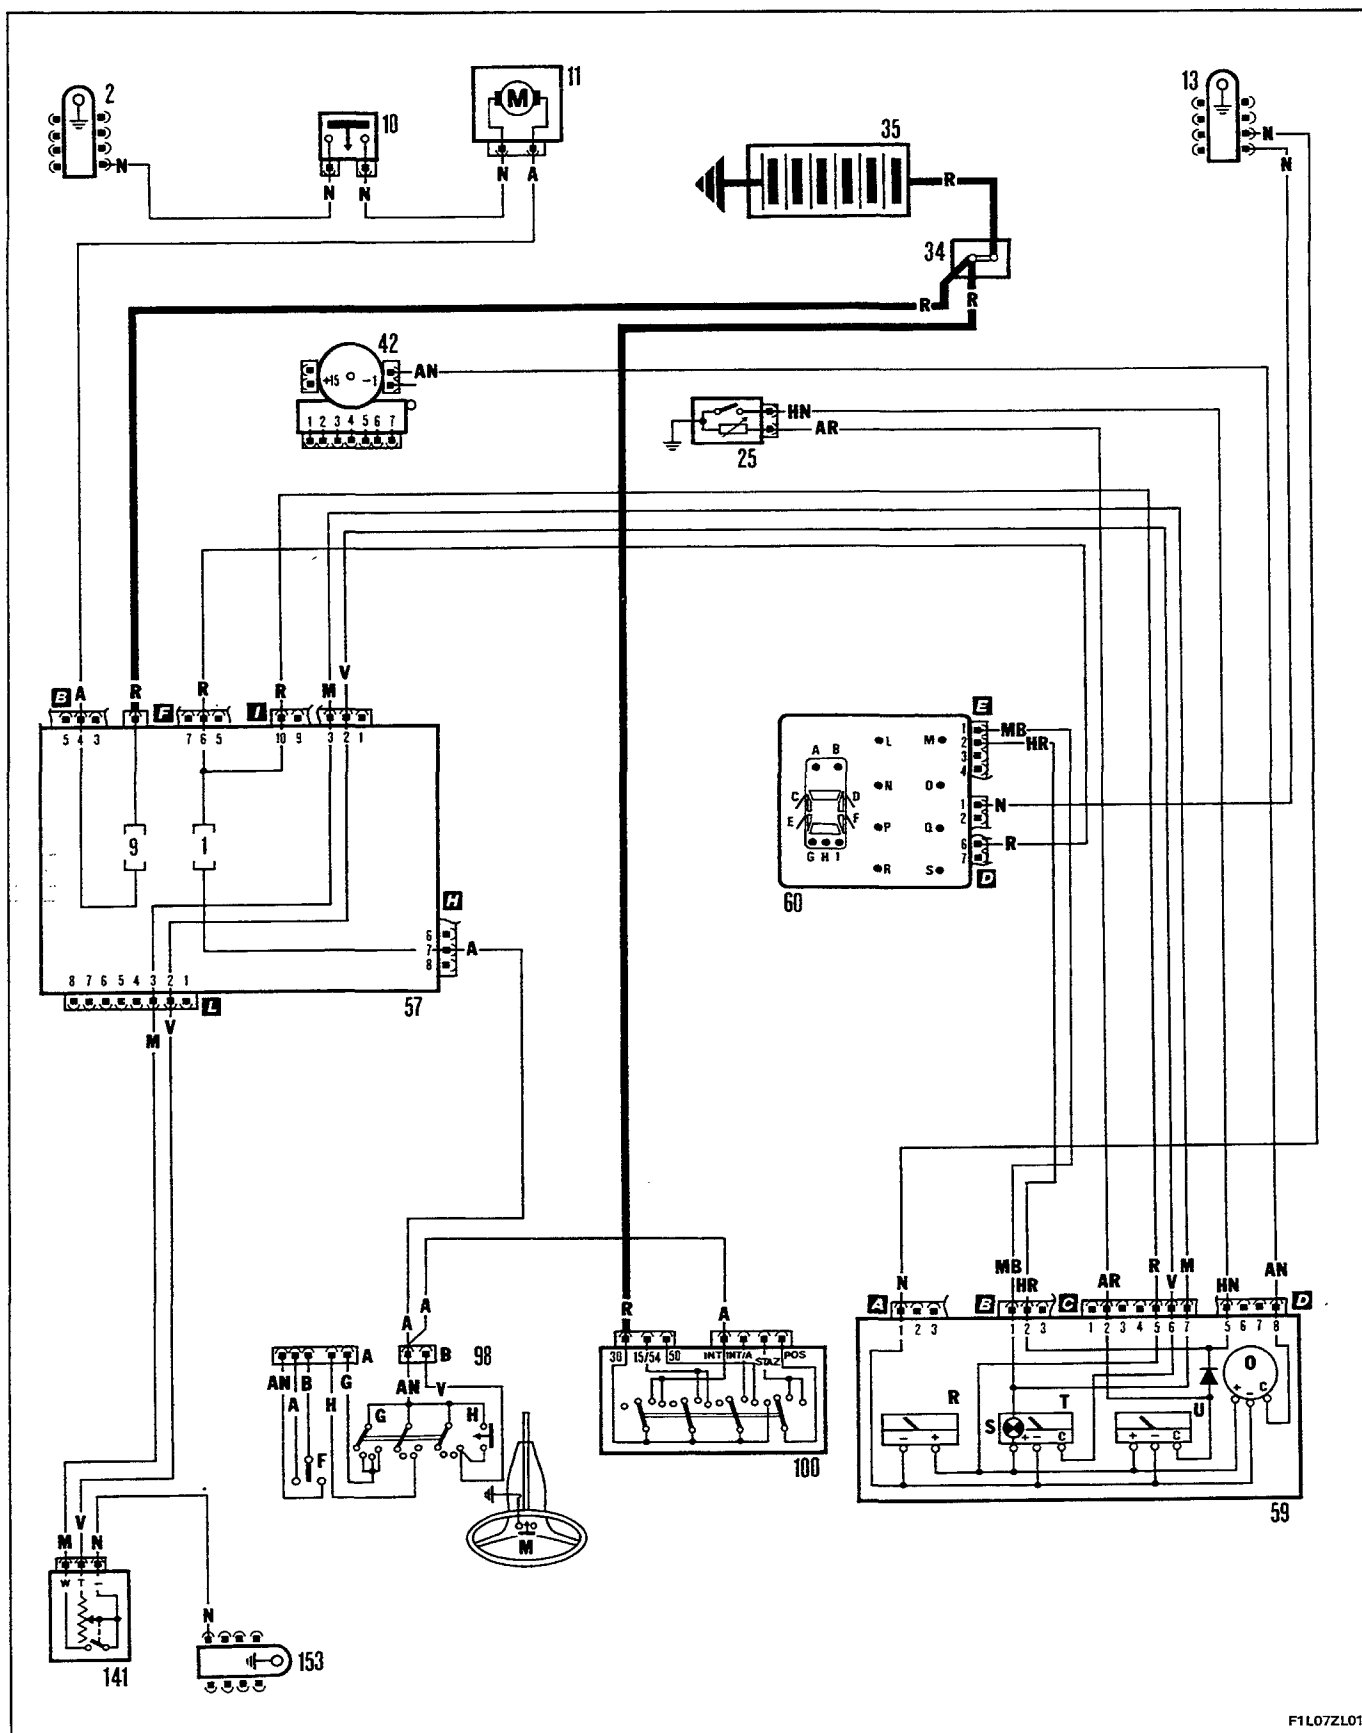 2
10
11
M
N
N
N
N
A
35
R
13
N
N
34
R
R
42
+15
-1
AN
1 2 3 4 5 6 7
25
HN
AR
B A
R
F
R
I
R
M
V
5 4 3
7 6 5
10 9
3 2 1
9
1
H
6
7
8
A
8 7 6 5 4 3 2 1
L
57
M
V
A B
C D
E F
G H I
L M
N O
P Q
R S
60
E
1
2
3
4
MB
HR
1
2
N
6
7
R
D
A
A
A
AN A B H G
B
98
AN V
G
H
F
M
R
A
30
15/54
50
INT
INT/A
STAZ
POS
100
N
MB
HR
AR
R
V
M
HN
AN
A
B
C
D
1 2 3
1 2 3
1 2 3 4 5 6 7
5 6 7 8
R
- +
S
T
+ - C
U
+ - C
O
+ - C
59
M V N
W T -
141
N
153
F1L07ZL01